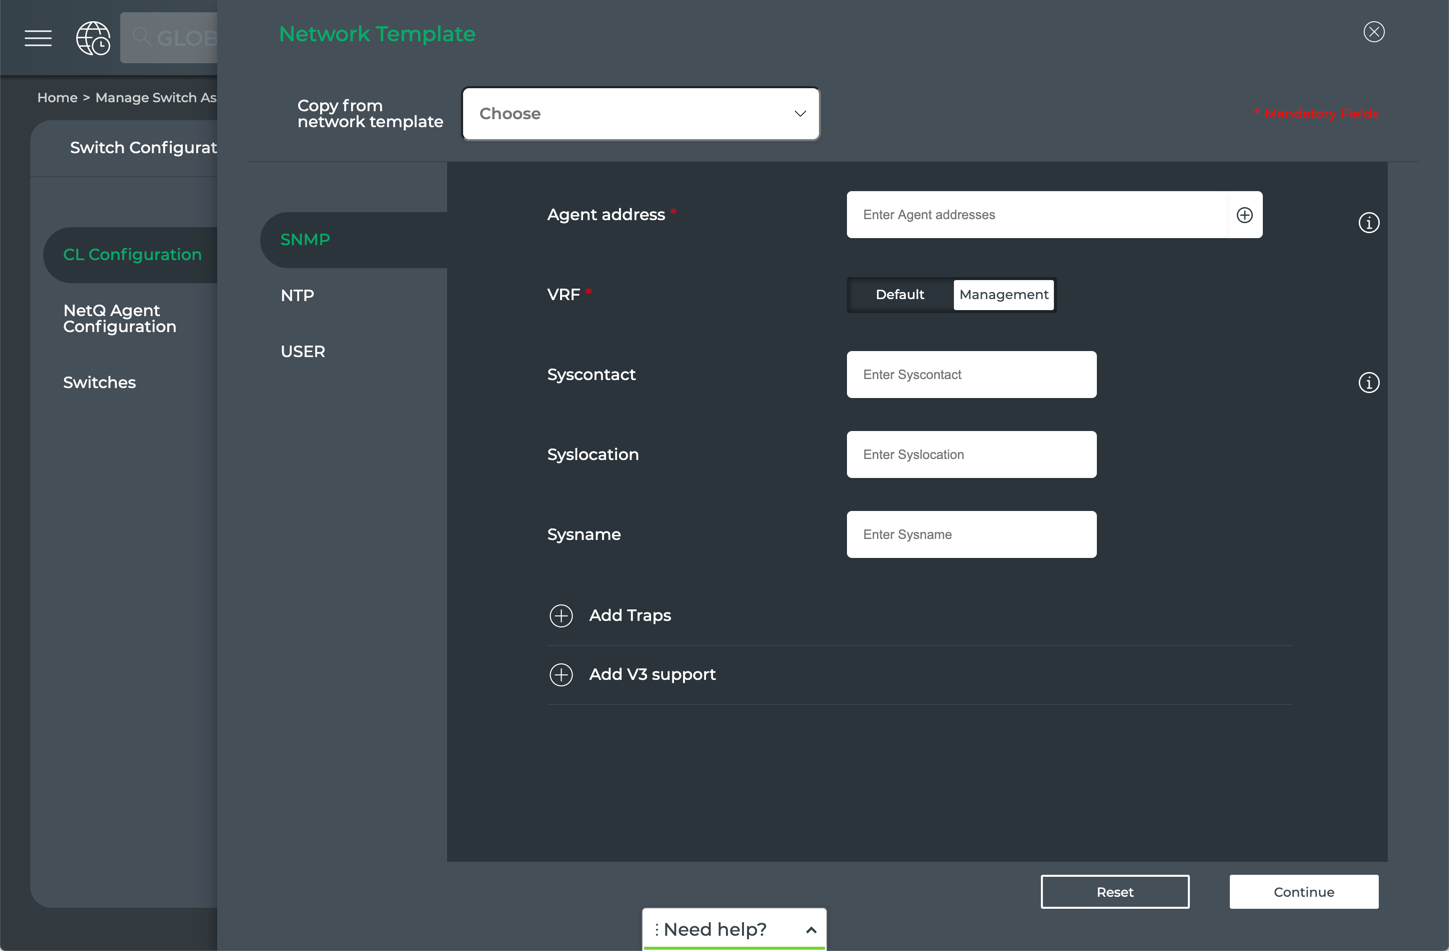 GLOB
Network Template
Home > Manage Switch As
Copy from
network template
Choose
* Mandatory Fields
Switch Configurat
CL Configuration
NetQ Agent
Configuration
Switches
SNMP
NTP
USER
Agent address *
Enter Agent addresses
VRF *
Default
Management
Syscontact
Enter Syscontact
Syslocation
Enter Syslocation
Sysname
Enter Sysname
Add Traps
Add V3 support
Reset
Continue
Need help?